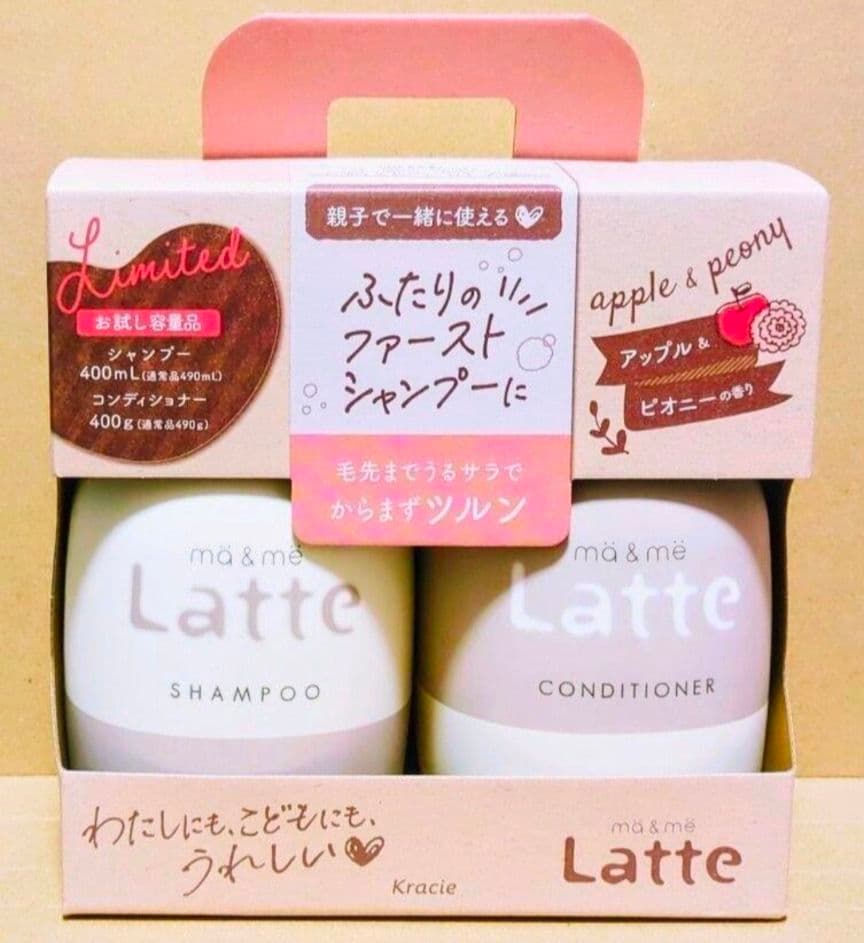 Limited
お試し容量品
シャンプー
400mL(通常品490mL)
コンディショナー
400g(通常品490g)
親子で一緒に使える
ふたりの
ファースト
シャンプーに
毛先までうるサラで
からまずツルン
apple & peony
アップル&
ピオニーの香り
mä & më
Latte
SHAMPOO
mä & më
Latte
CONDITIONER
わたしにも、こどもにも、
うれしい
Kracie
mä & më
Latte